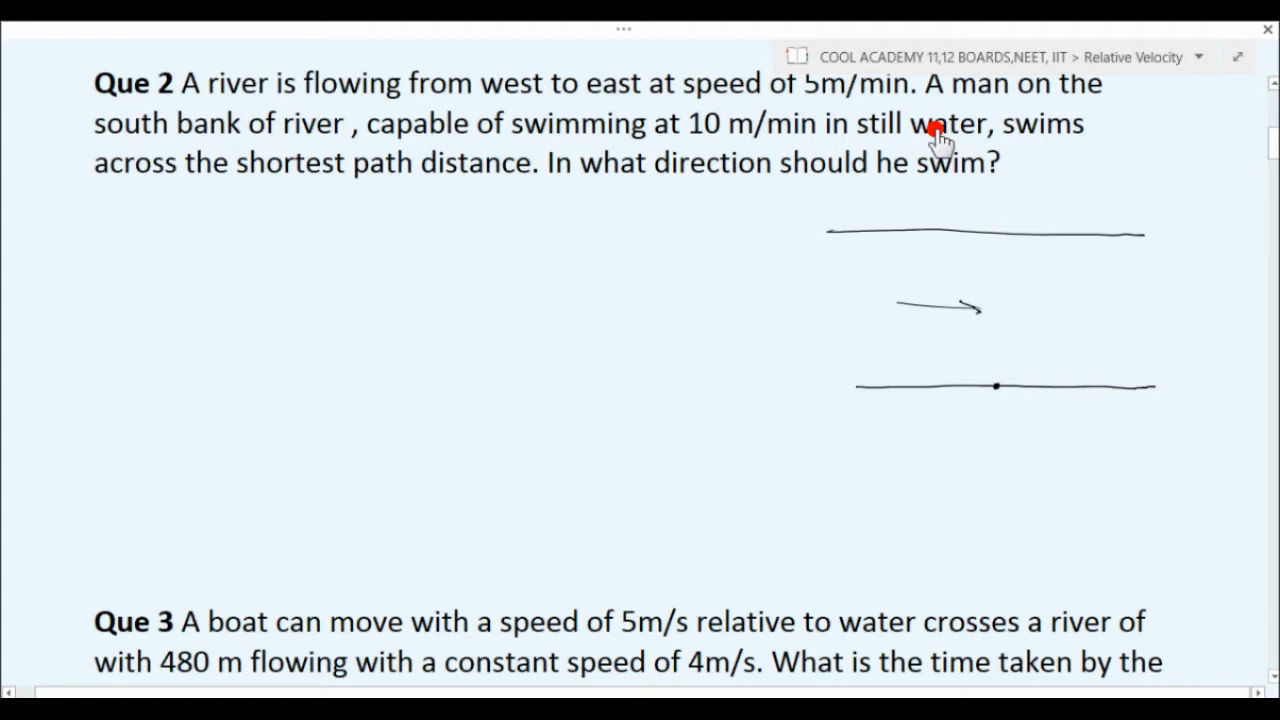 COOL ACADEMY 11,12 BOARDS,NEET, IIT > Relative Velocity
Que 2 A river is flowing from west to east at speed of 5m/min. A man on the
south bank of river , capable of swimming at 10 m/min in still water, swims
across the shortest path distance. In what direction should he swim?
Que 3 A boat can move with a speed of 5m/s relative to water crosses a river of
with 480 m flowing with a constant speed of 4m/s. What is the time taken by the